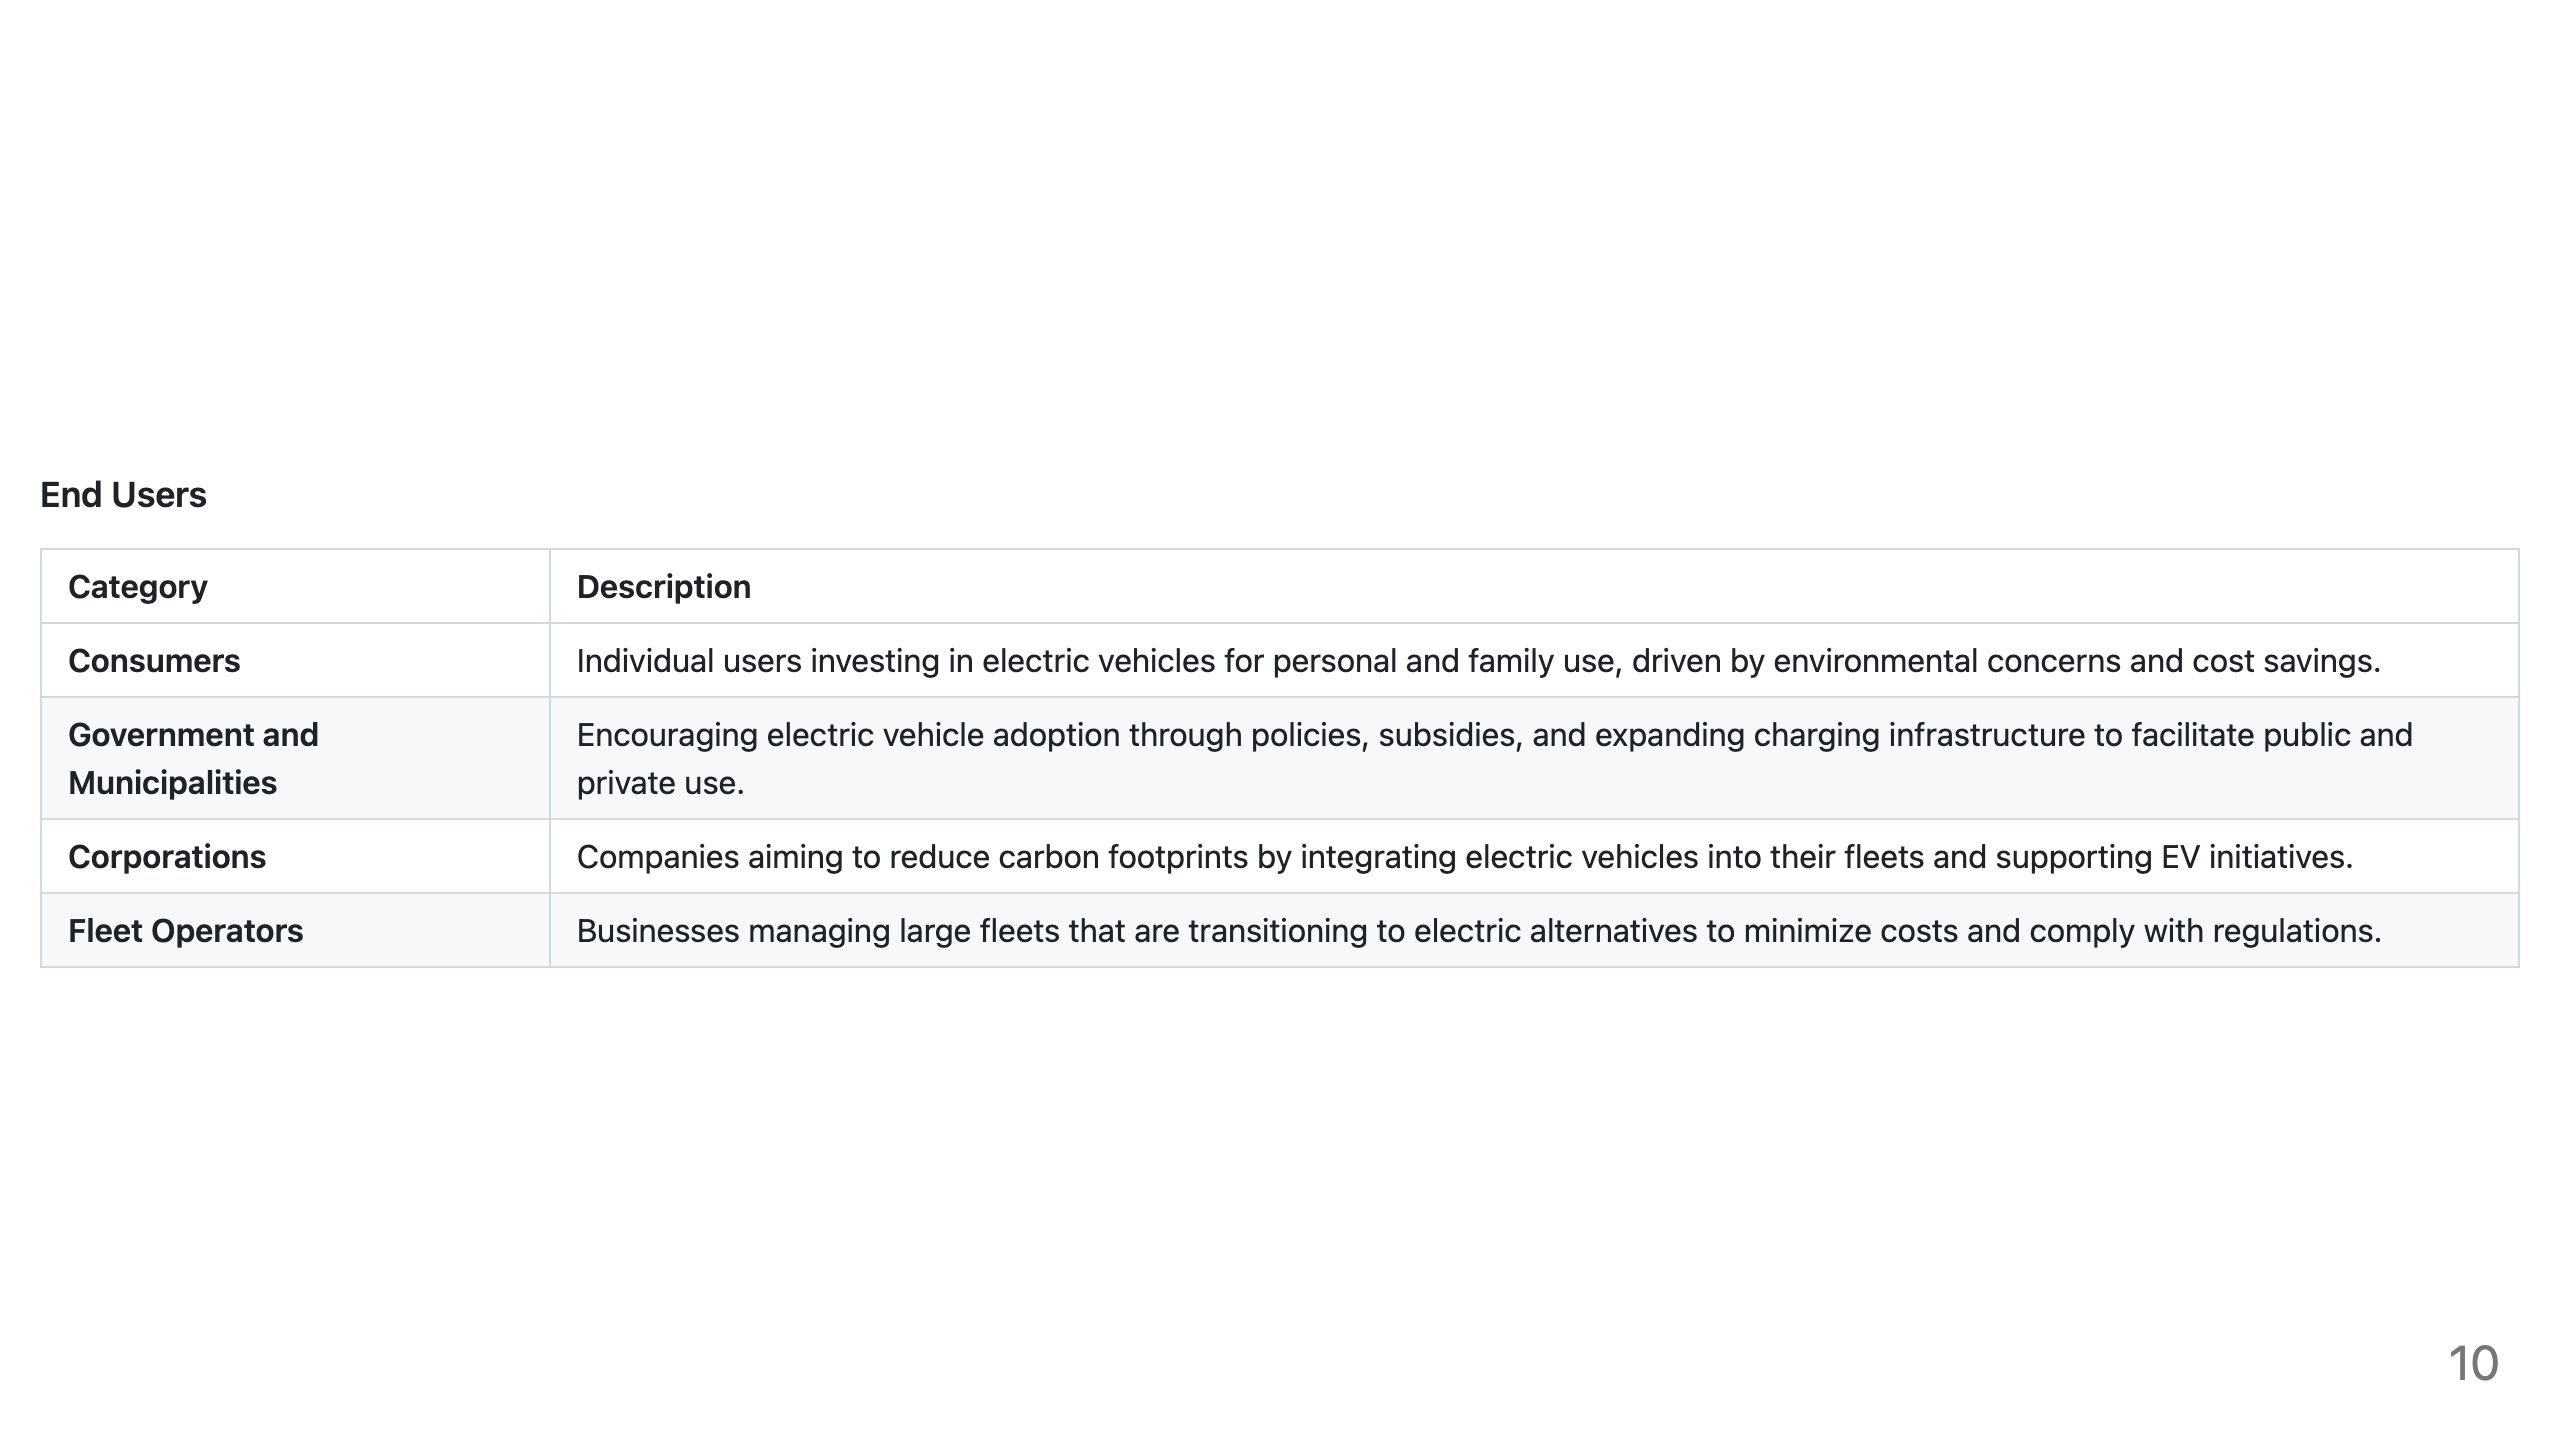 End Users
Category Description
Consumers Individual users investing in electric vehicles for personal and family use, driven by environmental concerns and cost savings.
Government and Municipalities Encouraging electric vehicle adoption through policies, subsidies, and expanding charging infrastructure to facilitate public and private use.
Corporations Companies aiming to reduce carbon footprints by integrating electric vehicles into their fleets and supporting EV initiatives.
Fleet Operators Businesses managing large fleets that are transitioning to electric alternatives to minimize costs and comply with regulations.
10